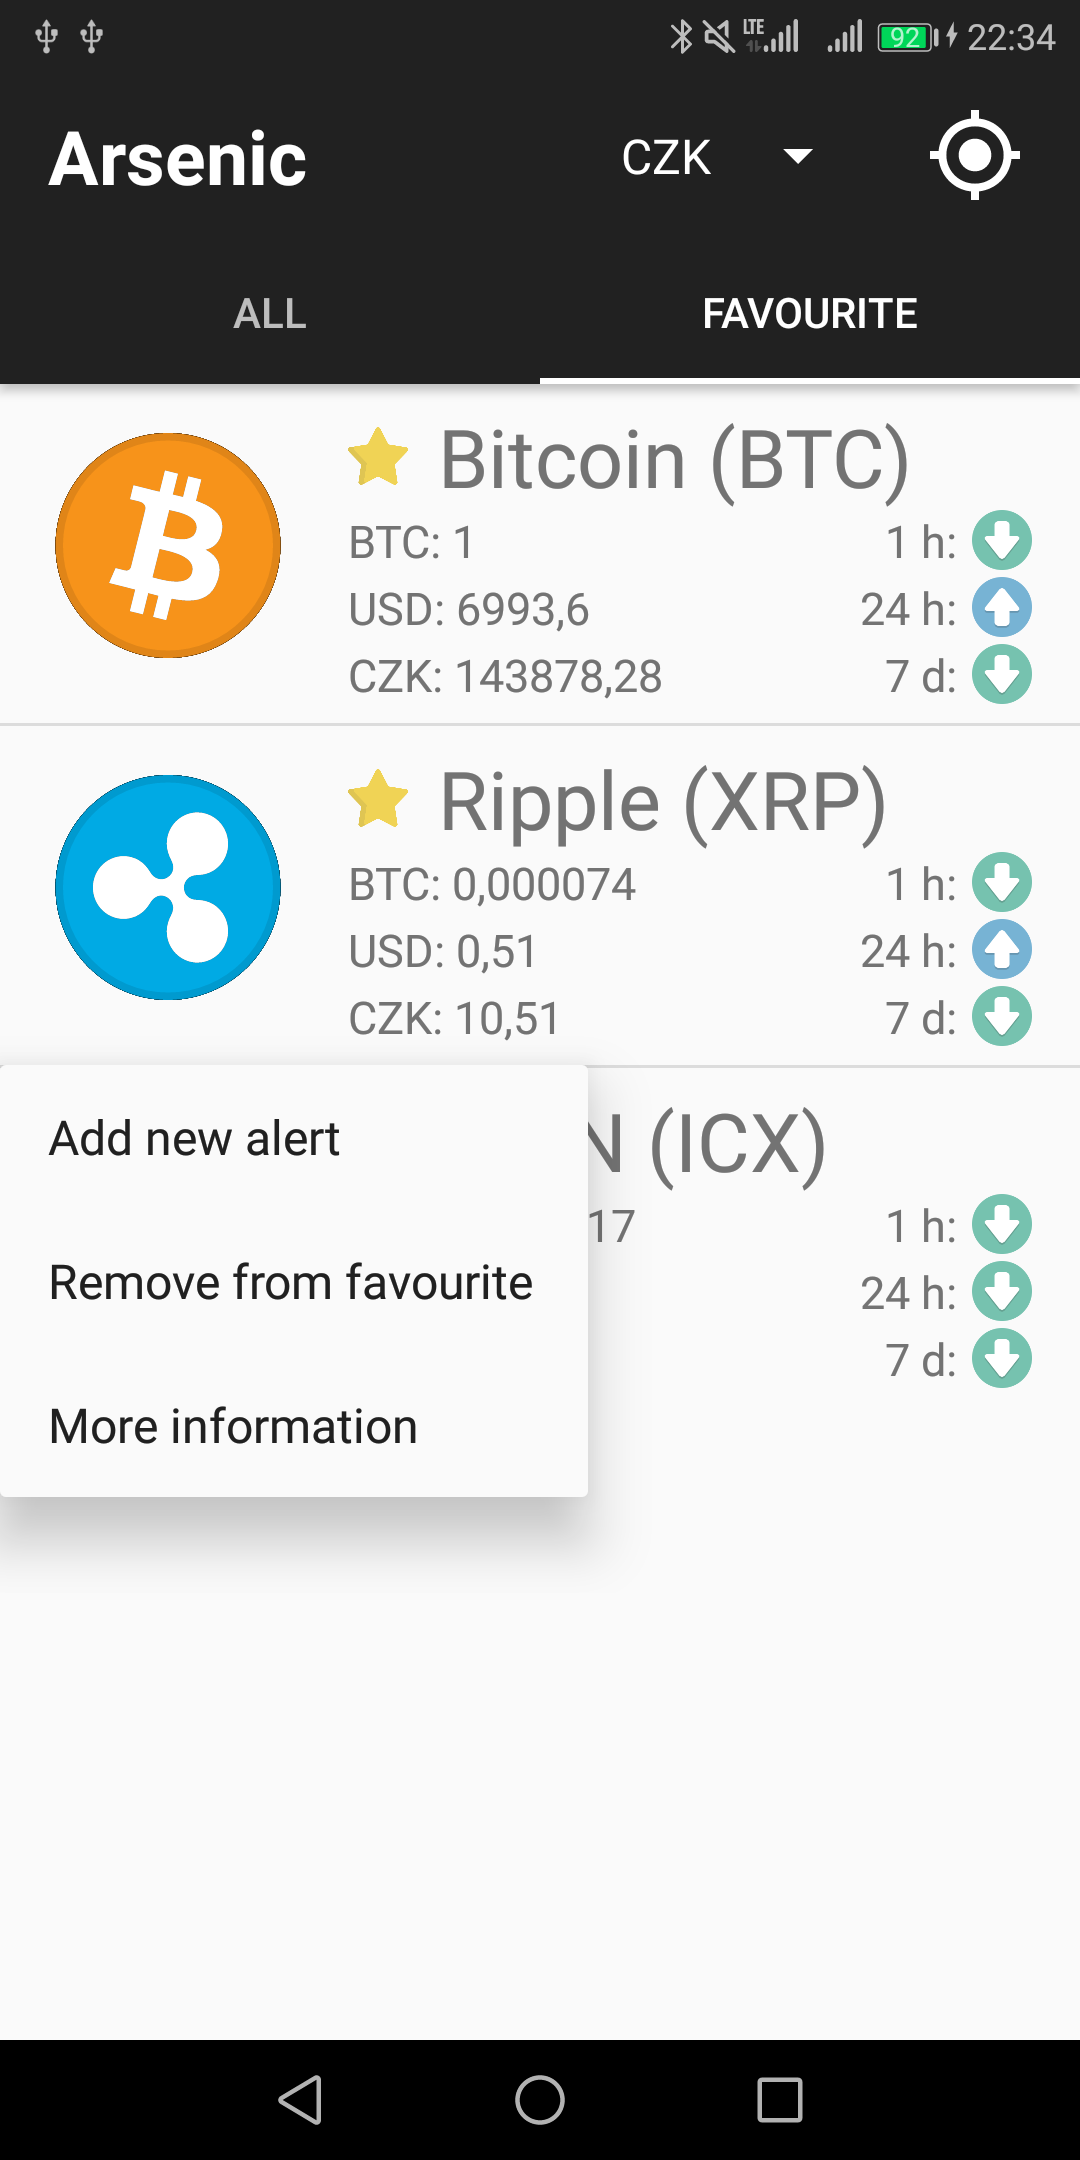 LTE 92 22:34
Arsenic CZK
ALL FAVOURITE
Bitcoin (BTC)
BTC: 1 1 h:
USD: 6993,6 24 h:
CZK: 143878,28 7 d:
Ripple (XRP)
BTC: 0,000074 1 h:
USD: 0,51 24 h:
CZK: 10,51 7 d:
N (ICX)
Add new alert
17 1 h:
Remove from favourite 24 h:
7 d:
More information